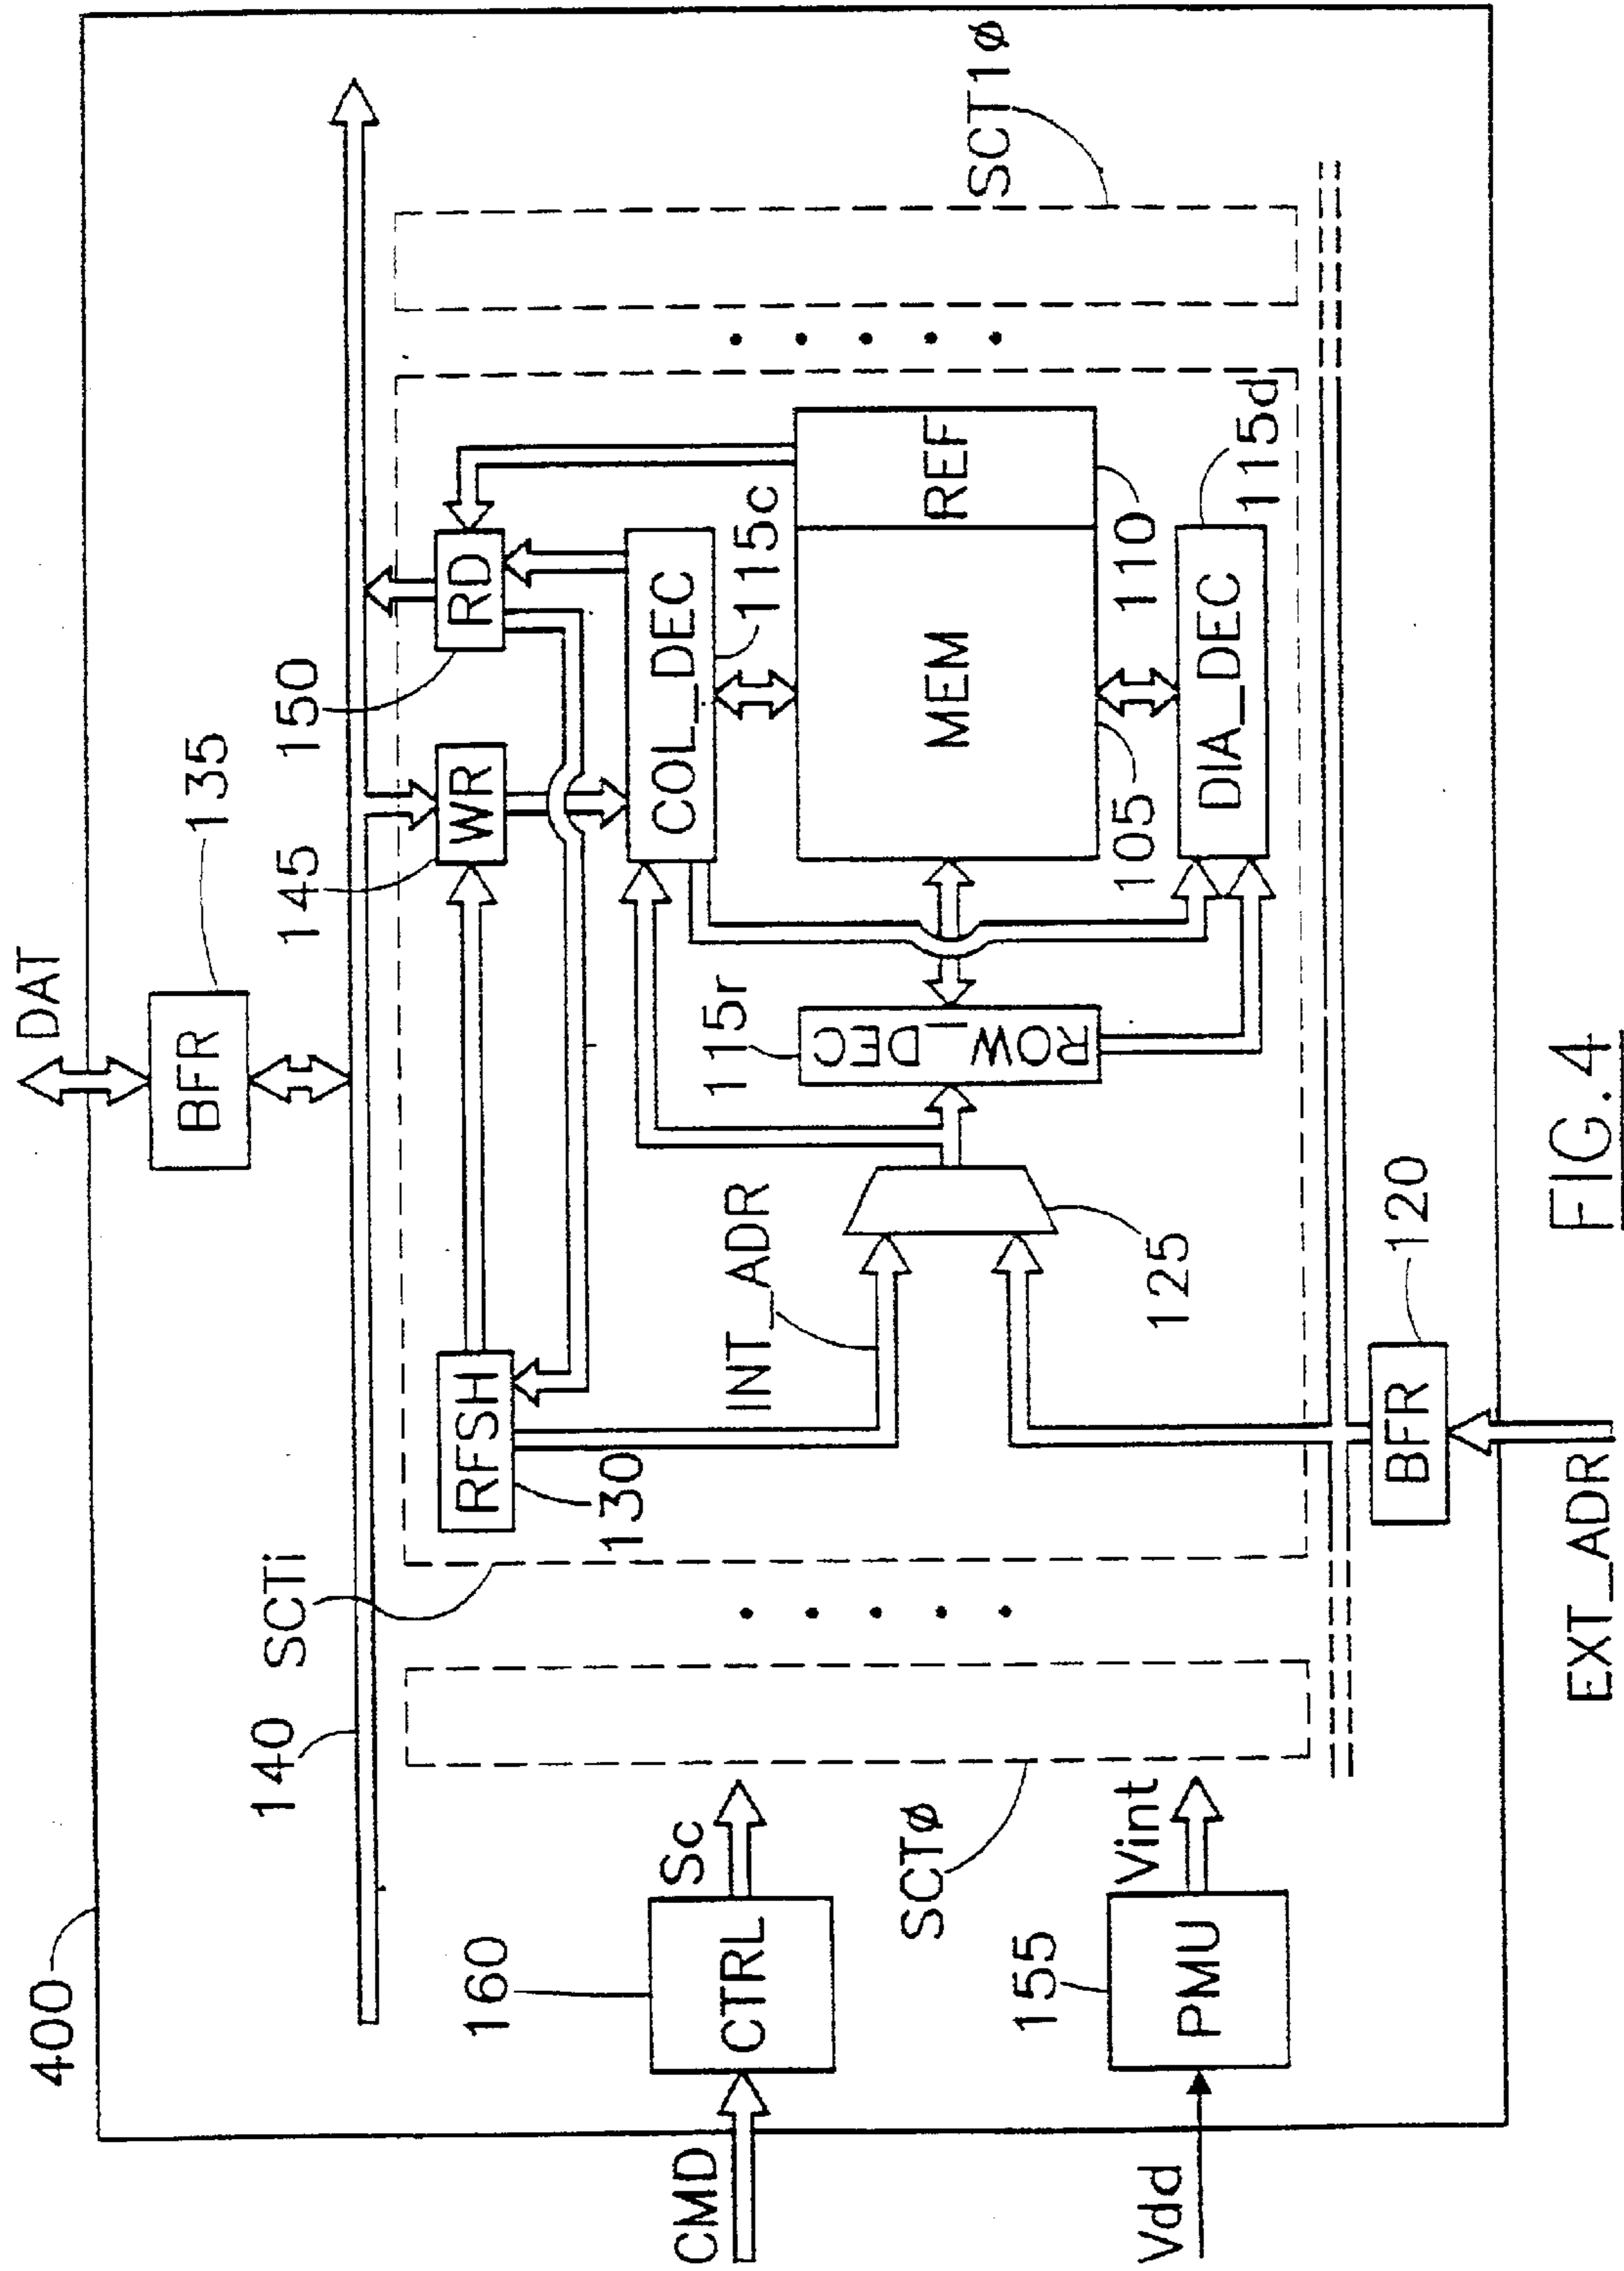 400
DAT
135
BFR
140
SCTi
145
150
WR
RD
RFSH
130
COL_DEC
115c
160
CTRL
CMD
Sc
INT_ADR
115r
ROW_DEC
MEM
REF
SCT1ø
SCTø
125
105
110
155
PMU
Vdd
Vint
DIA_DEC
115d
BFR
120
EXT_ADR
FIG.4